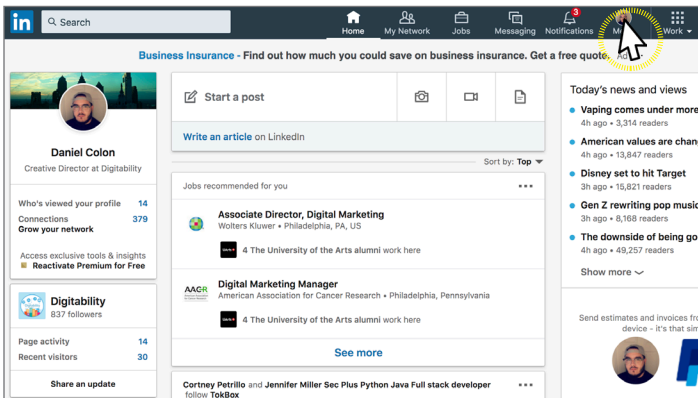 in
Search
Home
My Network
Jobs
Messaging
3
Notifications
Work
Business Insurance - Find out how much you could save on business insurance. Get a free quote. Ad
Daniel Colon
Creative Director at Digitability
Who's viewed your profile 14
Connections 379
Grow your network
Access exclusive tools & insights
Reactivate Premium for Free
Digitability
837 followers
Page activity 14
Recent visitors 30
Share an update
Start a post
Write an article on LinkedIn
Sort by: Top
Jobs recommended for you
Associate Director, Digital Marketing
Wolters Kluwer • Philadelphia, PA, US
4 The University of the Arts alumni work here
AACR
Digital Marketing Manager
American Association for Cancer Research • Philadelphia, Pennsylvania
4 The University of the Arts alumni work here
See more
Cortney Petrillo and Jennifer Miller Sec Plus Python Java Full stack developer
follow TokBox
Today's news and views
Vaping comes under more
4h ago • 3,314 readers
American values are chan
4h ago • 13,847 readers
Disney set to hit Target
3h ago • 15,821 readers
Gen Z rewriting pop music
3h ago • 8,168 readers
The downside of being go
4h ago • 49,257 readers
Show more
Send estimates and invoices fro
device - it's that sim